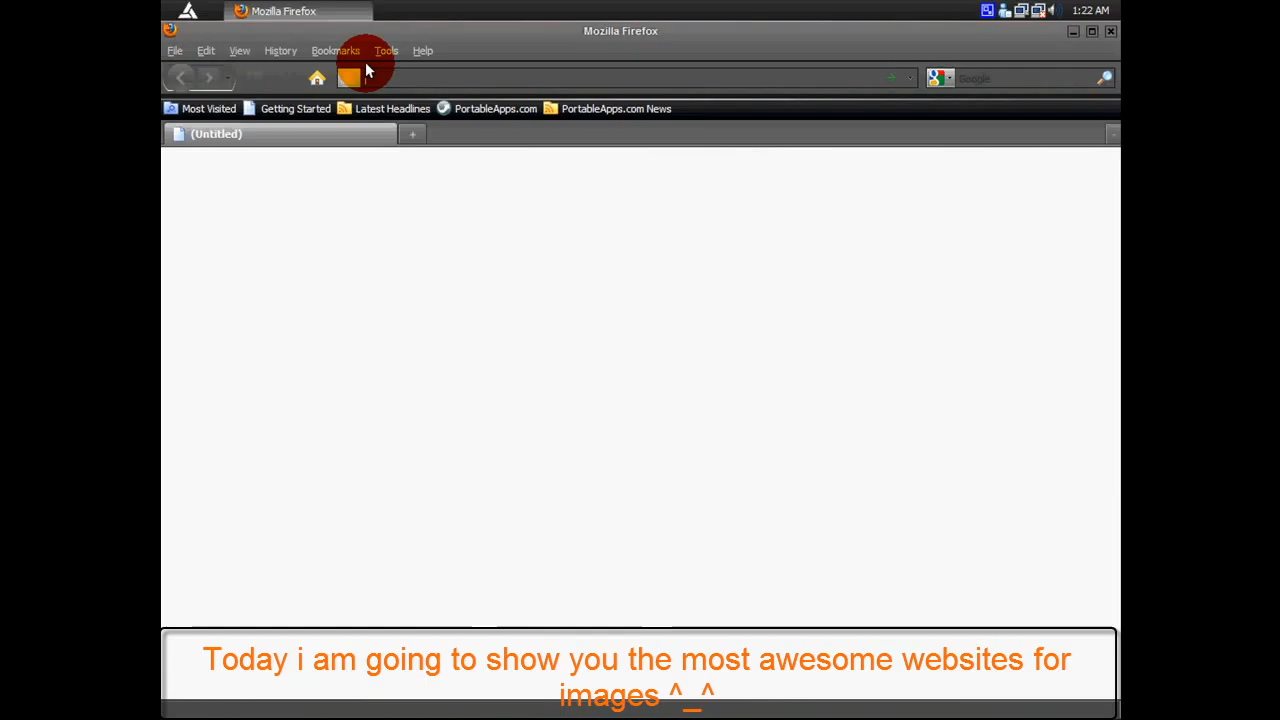 Mozilla Firefox
1:22 AM
Mozilla Firefox
File Edit View History Bookmarks Tools Help
Google
Most Visited Getting Started Latest Headlines PortableApps.com PortableApps.com News
(Untitled)
Today i am going to show you the most awesome websites for
images ^_^